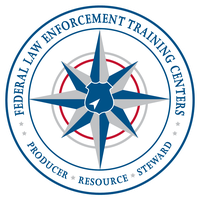 FEDERAL LAW ENFORCEMENT TRAINING CENTERS
PRODUCER • RESOURCE • STEWARD